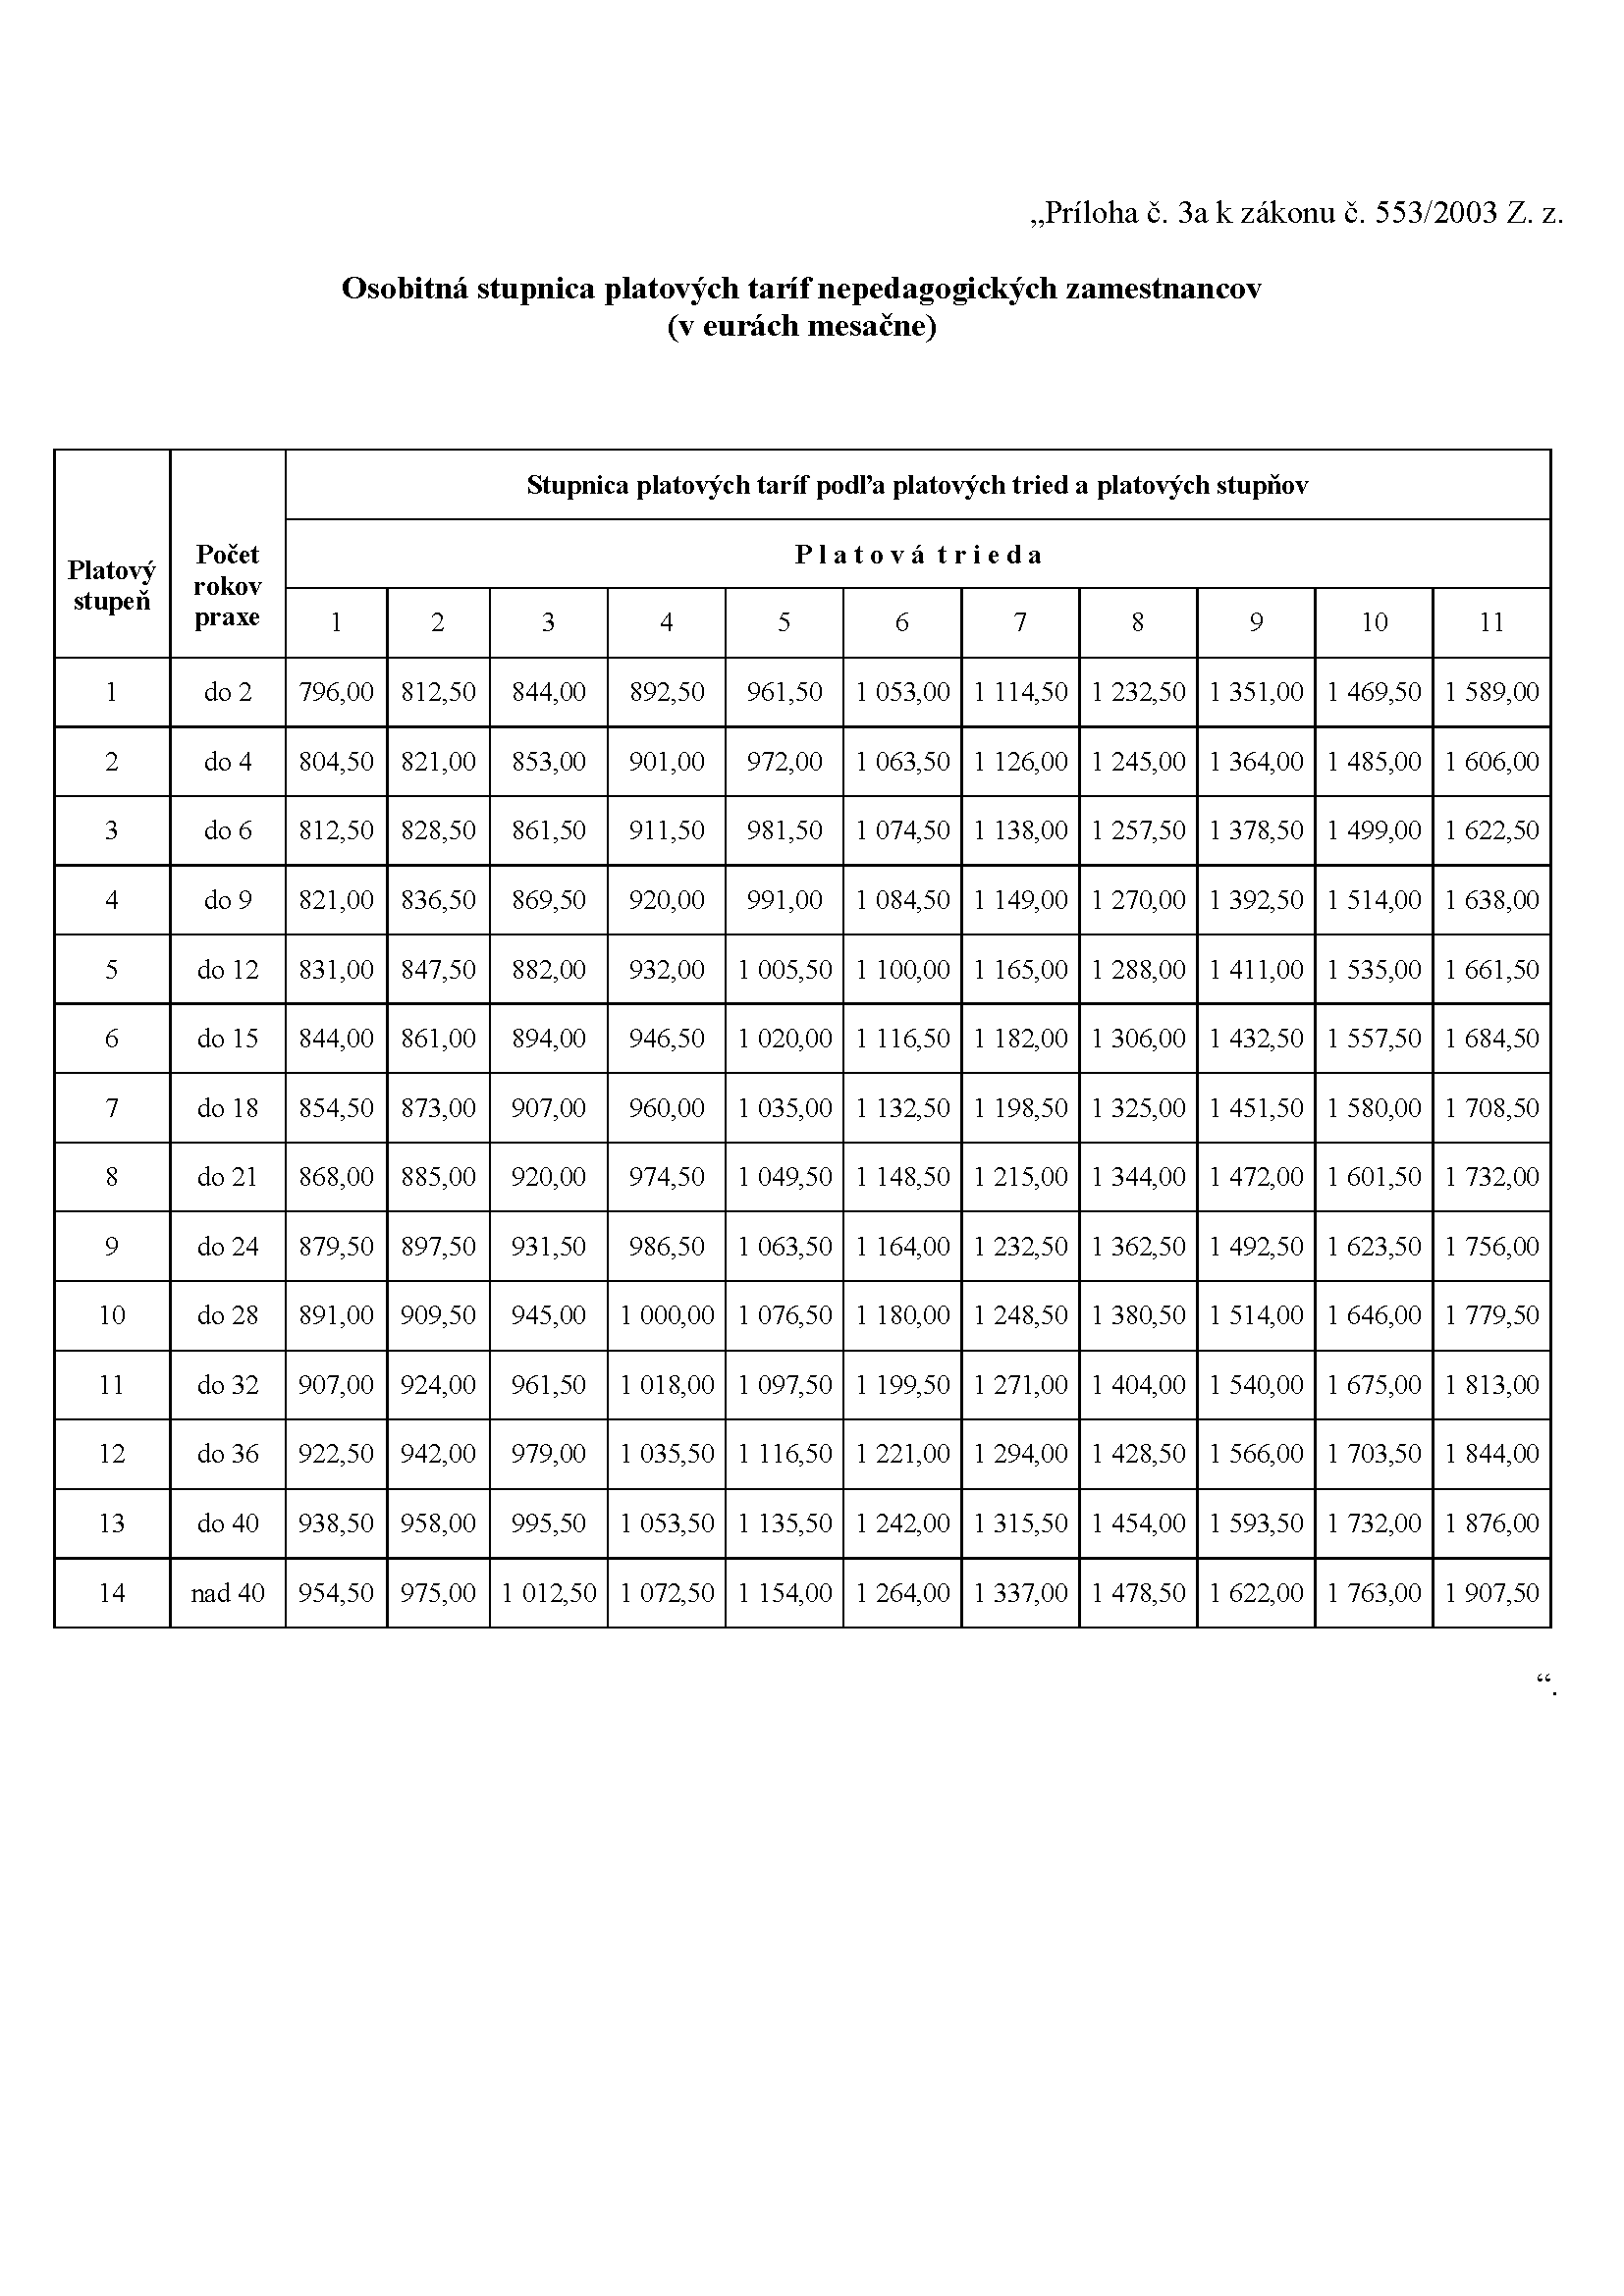 „Príloha č. 3a k zákonu č. 553/2003 Z. z.
Osobitná stupnica platových taríf nepedagogických zamestnancov
(v eurách mesačne)
Platový stupeň
Počet rokov praxe
Stupnica platových taríf podľa platových tried a platových stupňov
P l a t o v á  t r i e d a
1 2 3 4 5 6 7 8 9 10 11
1 do 2 796,00 812,50 844,00 892,50 961,50 1 053,00 1 114,50 1 232,50 1 351,00 1 469,50 1 589,00
2 do 4 804,50 821,00 853,00 901,00 972,00 1 063,50 1 126,00 1 245,00 1 364,00 1 485,00 1 606,00
3 do 6 812,50 828,50 861,50 911,50 981,50 1 074,50 1 138,00 1 257,50 1 378,50 1 499,00 1 622,50
4 do 9 821,00 836,50 869,50 920,00 991,00 1 084,50 1 149,00 1 270,00 1 392,50 1 514,00 1 638,00
5 do 12 831,00 847,50 882,00 932,00 1 005,50 1 100,00 1 165,00 1 288,00 1 411,00 1 535,00 1 661,50
6 do 15 844,00 861,00 894,00 946,50 1 020,00 1 116,50 1 182,00 1 306,00 1 432,50 1 557,50 1 684,50
7 do 18 854,50 873,00 907,00 960,00 1 035,00 1 132,50 1 198,50 1 325,00 1 451,50 1 580,00 1 708,50
8 do 21 868,00 885,00 920,00 974,50 1 049,50 1 148,50 1 215,00 1 344,00 1 472,00 1 601,50 1 732,00
9 do 24 879,50 897,50 931,50 986,50 1 063,50 1 164,00 1 232,50 1 362,50 1 492,50 1 623,50 1 756,00
10 do 28 891,00 909,50 945,00 1 000,00 1 076,50 1 180,00 1 248,50 1 380,50 1 514,00 1 646,00 1 779,50
11 do 32 907,00 924,00 961,50 1 018,00 1 097,50 1 199,50 1 271,00 1 404,00 1 540,00 1 675,00 1 813,00
12 do 36 922,50 942,00 979,00 1 035,50 1 116,50 1 221,00 1 294,00 1 428,50 1 566,00 1 703,50 1 844,00
13 do 40 938,50 958,00 995,50 1 053,50 1 135,50 1 242,00 1 315,50 1 454,00 1 593,50 1 732,00 1 876,00
14 nad 40 954,50 975,00 1 012,50 1 072,50 1 154,00 1 264,00 1 337,00 1 478,50 1 622,00 1 763,00 1 907,50
“.